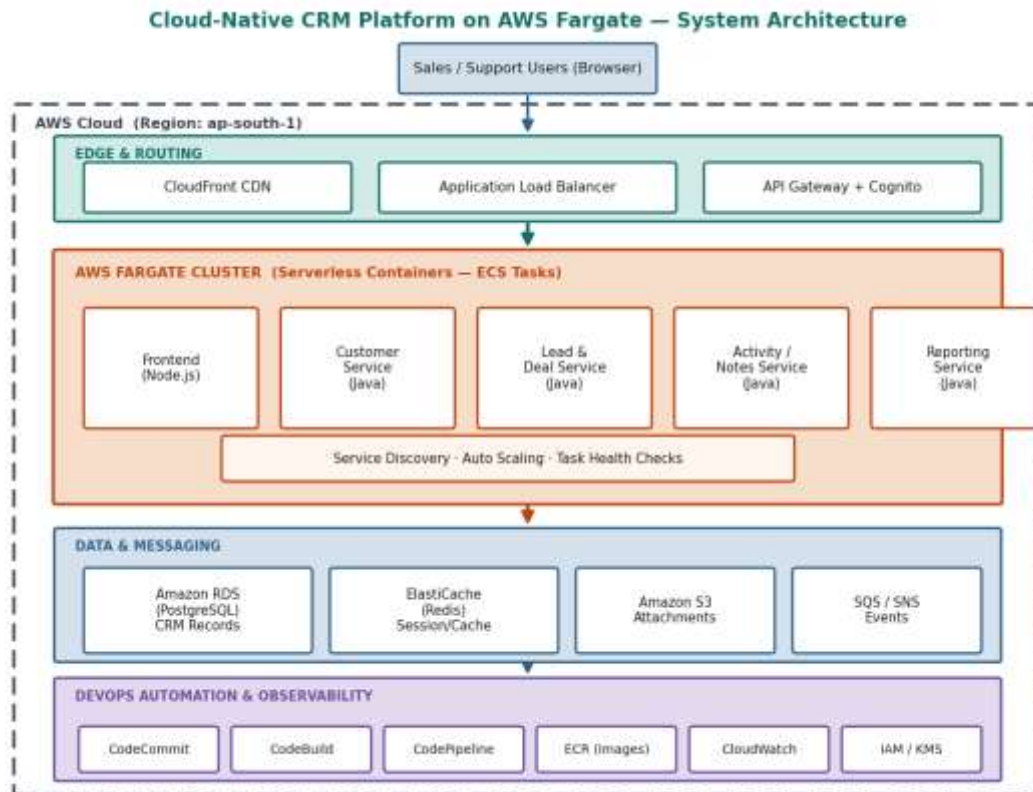 Cloud-Native CRM Platform on AWS Fargate — System Architecture
Sales / Support Users (Browser)
AWS Cloud (Region: ap-south-1)
EDGE & ROUTING
CloudFront CDN
Application Load Balancer
API Gateway + Cognito
AWS FARGATE CLUSTER (Serverless Containers — ECS Tasks)
Frontend
(Node.js)
Customer
Service
(Java)
Lead &
Deal Service
(Java)
Activity /
Notes Service
(Java)
Reporting
Service
(Java)
Service Discovery · Auto Scaling · Task Health Checks
DATA & MESSAGING
Amazon RDS
(PostgreSQL)
CRM Records
ElastiCache
(Redis)
Session/Cache
Amazon S3
Attachments
SQS / SNS
Events
DEVOPS AUTOMATION & OBSERVABILITY
CodeCommit
CodeBuild
CodePipeline
ECR (Images)
CloudWatch
IAM / KMS